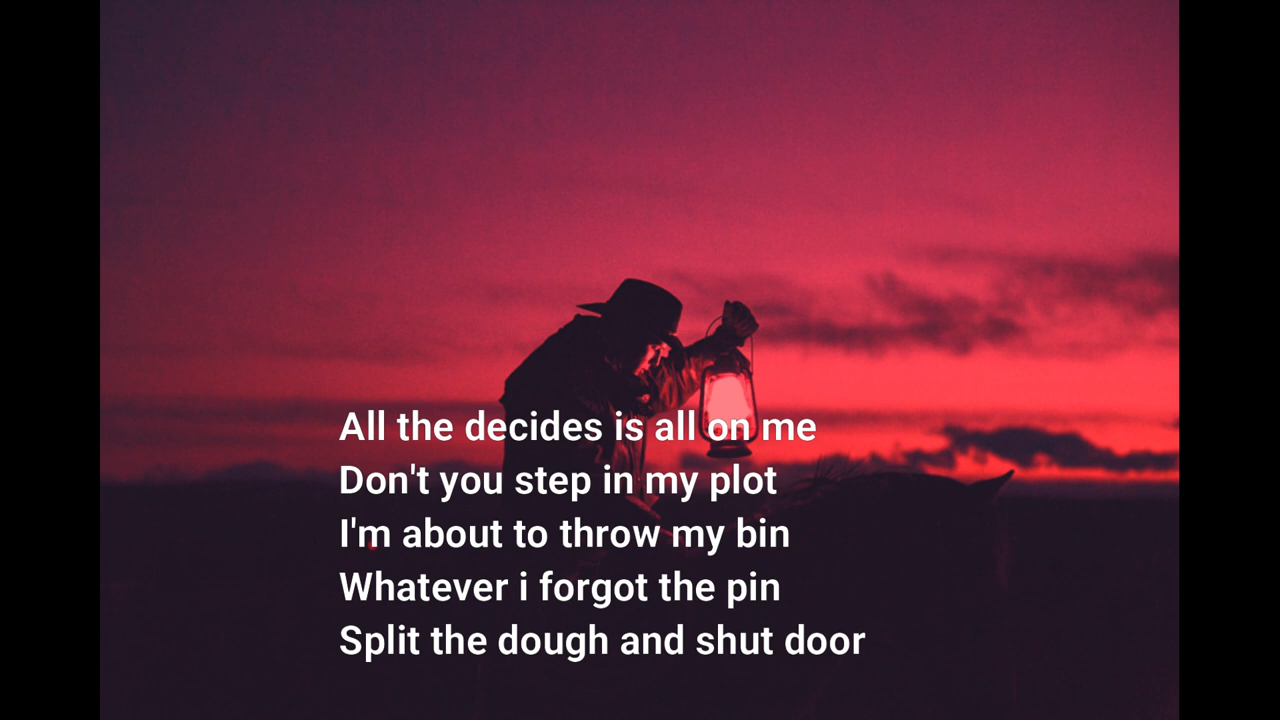 All the decides is all on me
Don't you step in my plot
I'm about to throw my bin
Whatever i forgot the pin
Split the dough and shut door